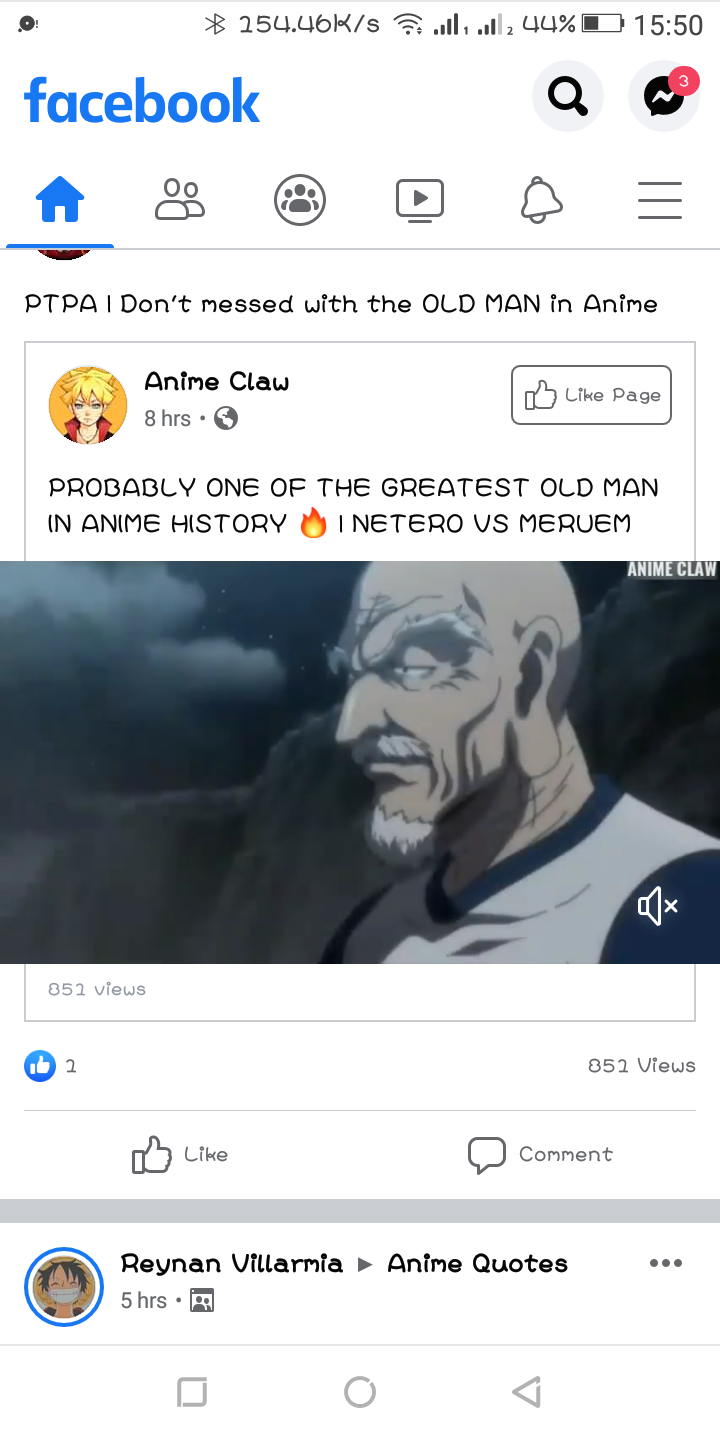 254.46K/s 1 2 44% 15:50
facebook
3
PTPA | Don't messed with the OLD MAN in Anime
Anime Claw
8 hrs ·
Like Page
PROBABLY ONE OF THE GREATEST OLD MAN
IN ANIME HISTORY 🔥 | NETERO VS MERUEM
ANIME CLAW
851 views
1
851 Views
Like
Comment
Reynan Villarmia ▸ Anime Quotes
5 hrs ·